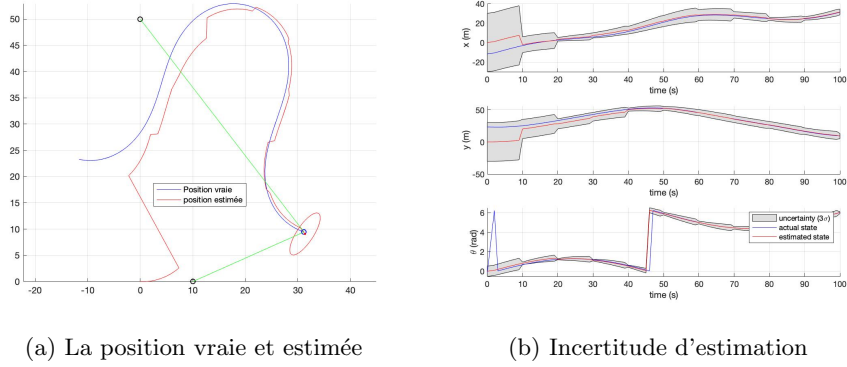 50
45
40
35
30
25
20
15
10
5
0
-20 -10 0 10 20 30 40
Position vraie
position estimée
40
20
0
-20
x (m)
0 10 20 30 40 50 60 70 80 90 100
time (s)
50
0
-50
y (m)
0 10 20 30 40 50 60 70 80 90 100
time (s)
6
4
2
0
θ (rad)
uncertainty (3σ)
actual state
estimated state
0 10 20 30 40 50 60 70 80 90 100
time (s)
(a) La position vraie et estimée
(b) Incertitude d'estimation